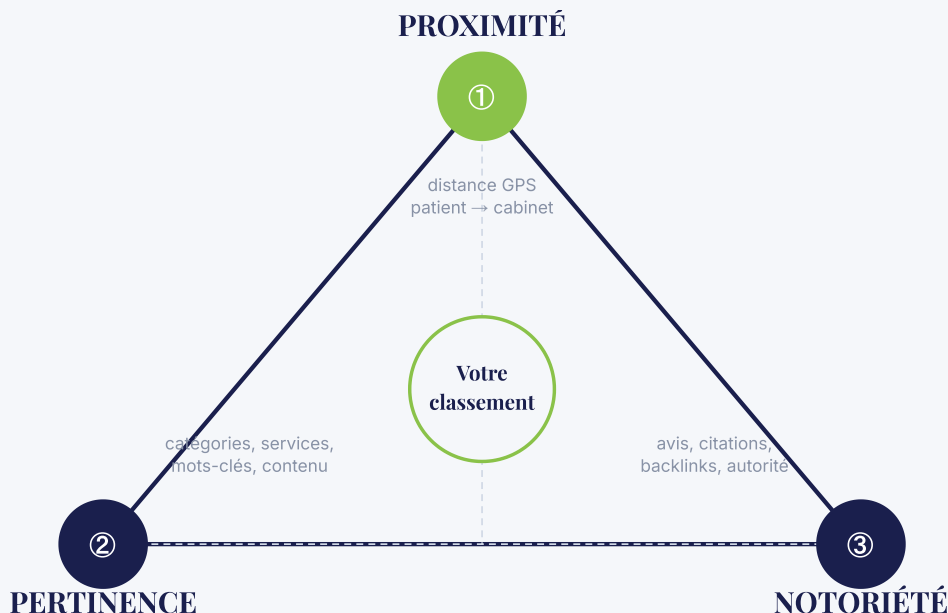 PROXIMITÉ
①
distance GPS
patient → cabinet
Votre
classement
catégories, services,
mots-clés, contenu
avis, citations,
backlinks, autorité
②
③
PERTINENCE
NOTORIÉTÉ